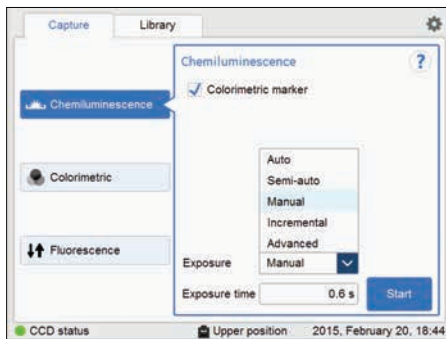 Capture
Library
Chemiluminescence
?
Colorimetric marker
Chemiluminescence
Auto
Semi-auto
Colorimetric
Manual
Incremental
Advanced
Fluorescence
Exposure
Manual
Exposure time
0.6 s
Start
CCD status
Upper position
2015, February 20, 18:44